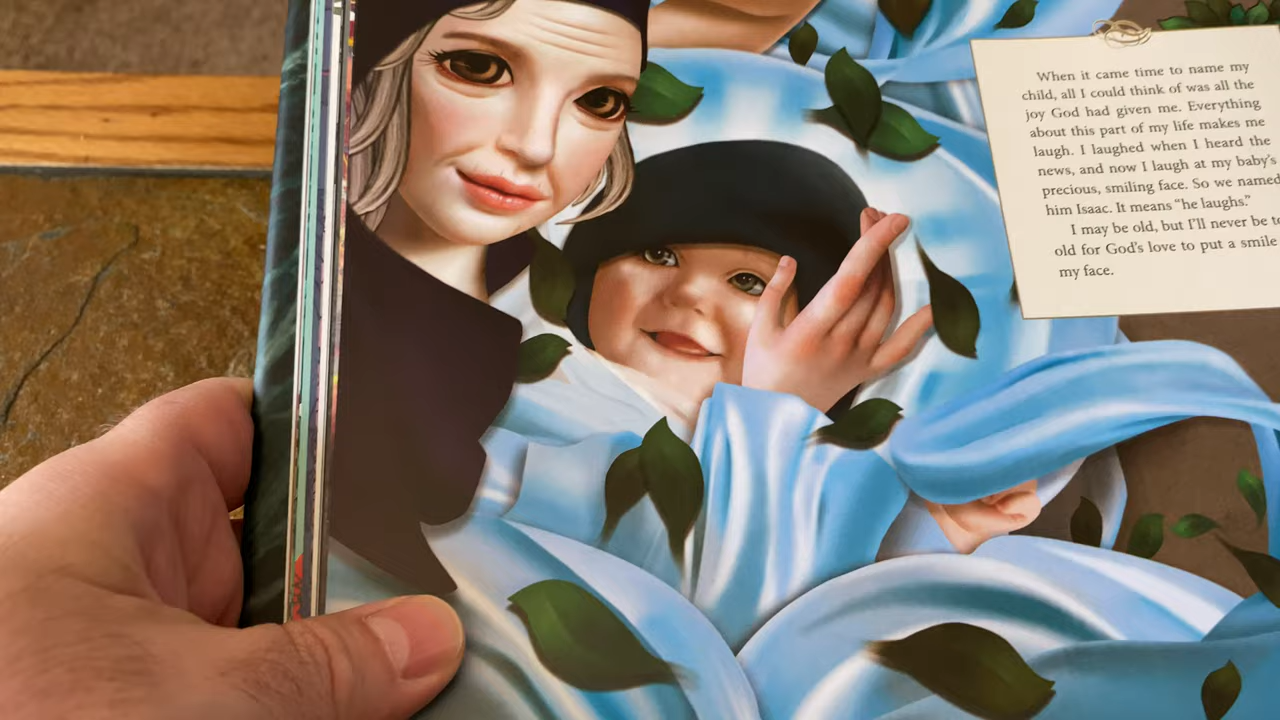 When it came time to name my
child, all I could think of was all the
joy God had given me. Everything
about this part of my life makes me
laugh. I laughed when I heard the
news, and now I laugh at my baby's
precious, smiling face. So we named
him Isaac. It means "he laughs."
I may be old, but I'll never be to
old for God's love to put a smile
my face.